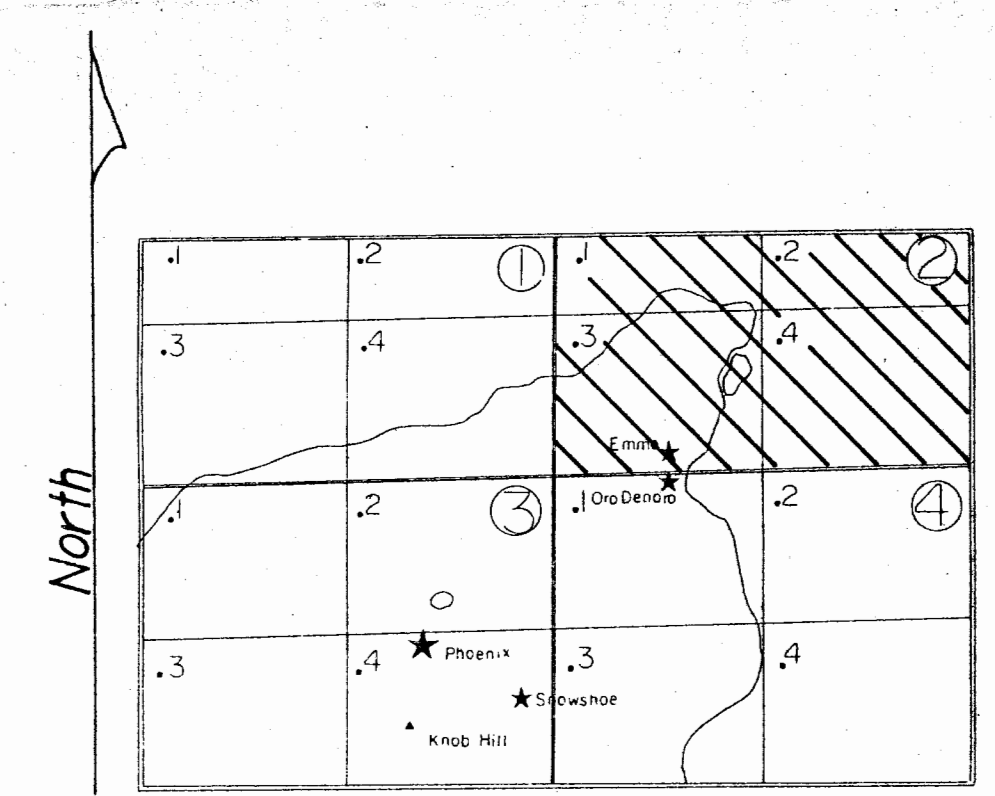 North
.1 .2 1 .1 .2 2
.3 .4 .3 .4
Emma
.1 .2 3 .1 Oro Denoro .2 4
.3 .4 Phoenix .3 .4
Snowshoe
Knob Hill